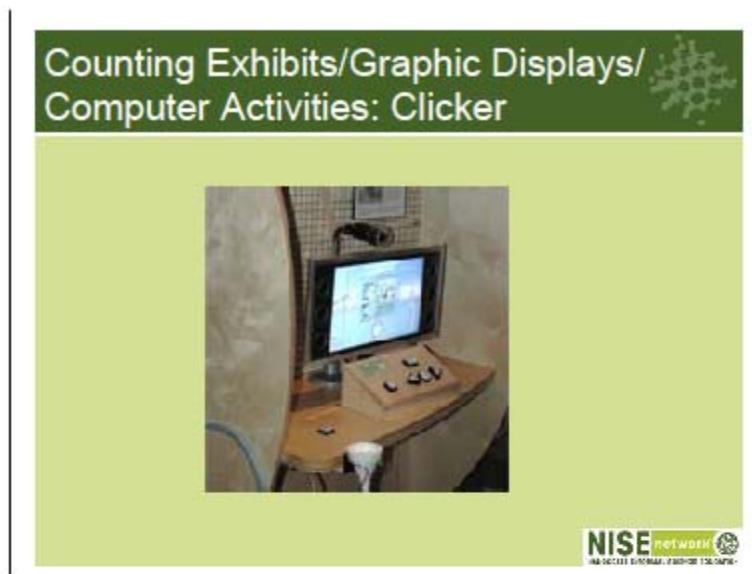 Counting Exhibits/Graphic Displays/
Computer Activities: Clicker
NISE network